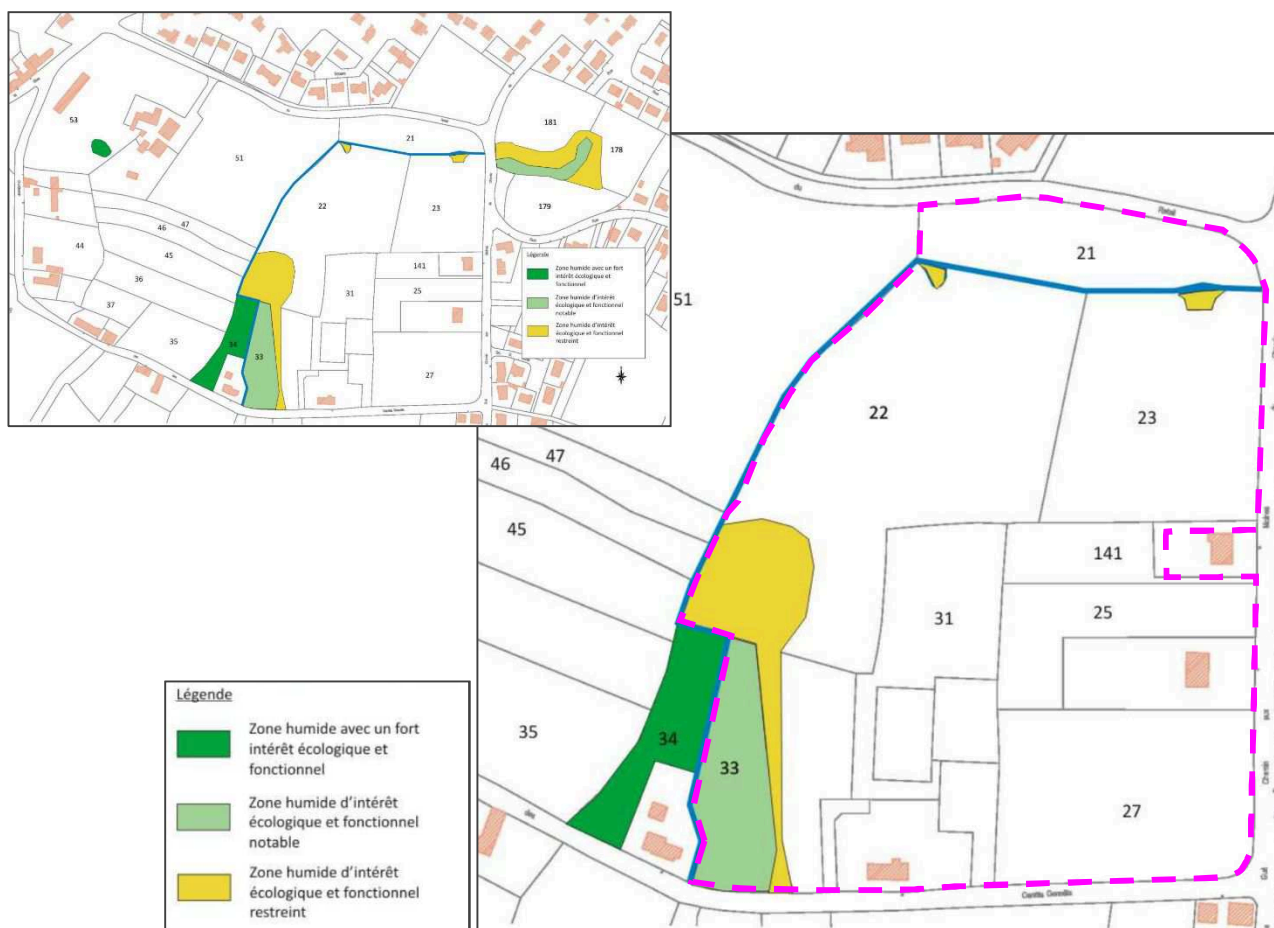 53
51
21
181
178
179
22
23
47
46
44
45
36
37
35
34
33
31
141
25
27
Légende
Zone humide avec un fort
intérêt écologique et
fonctionnel
Zone humide d'intérêt
écologique et fonctionnel
notable
Zone humide d'intérêt
écologique et fonctionnel
restreint
du
21
51
22
23
47
46
45
141
25
31
35
34
33
27
des
Chemin
aux
Légende
Zone humide avec un fort
intérêt écologique et
fonctionnel
Zone humide d'intérêt
écologique et fonctionnel
notable
Zone humide d'intérêt
écologique et fonctionnel
restreint